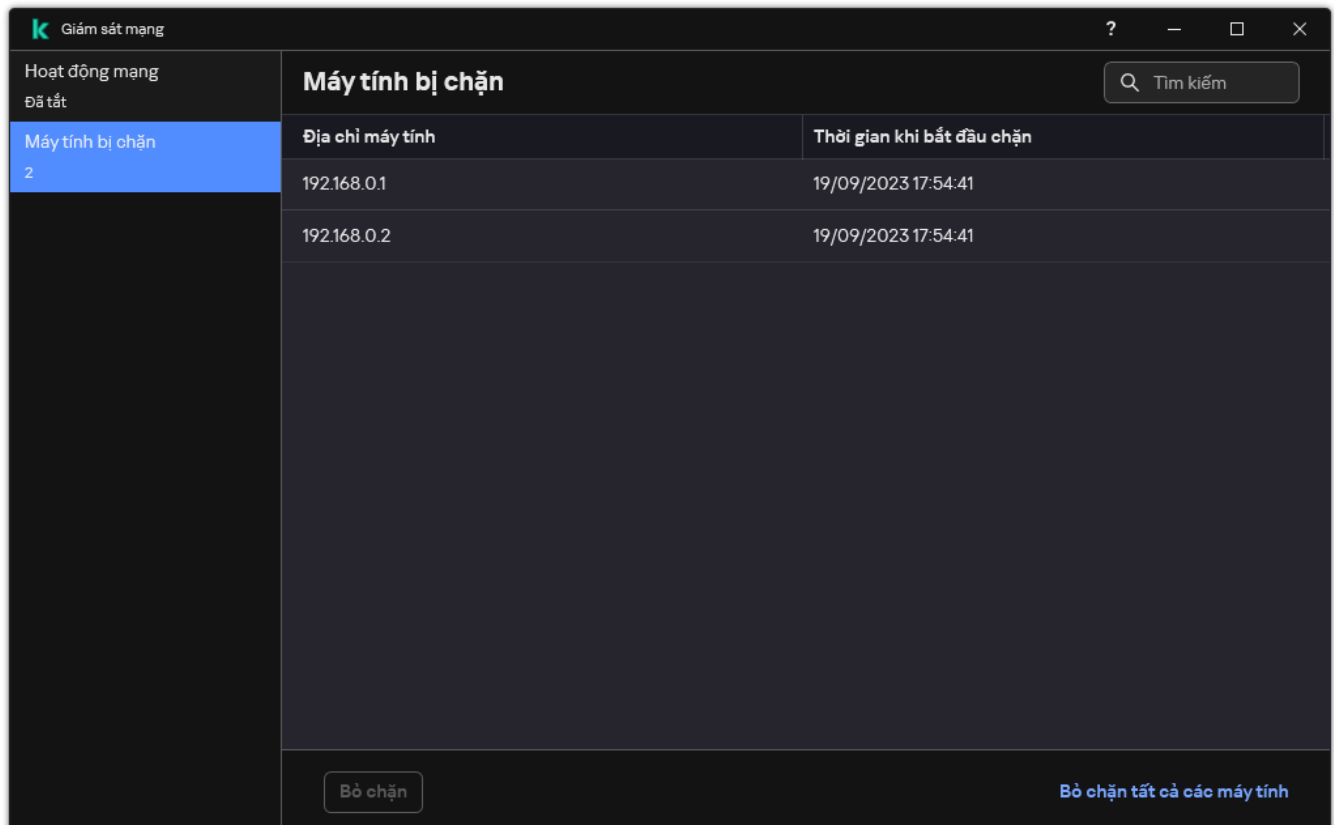 Giám sát mạng
?
Hoạt động mạng
Đã tắt
Máy tính bị chặn
2
Máy tính bị chặn
Tìm kiếm
Địa chỉ máy tính Thời gian khi bắt đầu chặn
192.168.0.1 19/09/2023 17:54:41
192.168.0.2 19/09/2023 17:54:41
Bỏ chặn
Bỏ chặn tất cả các máy tính